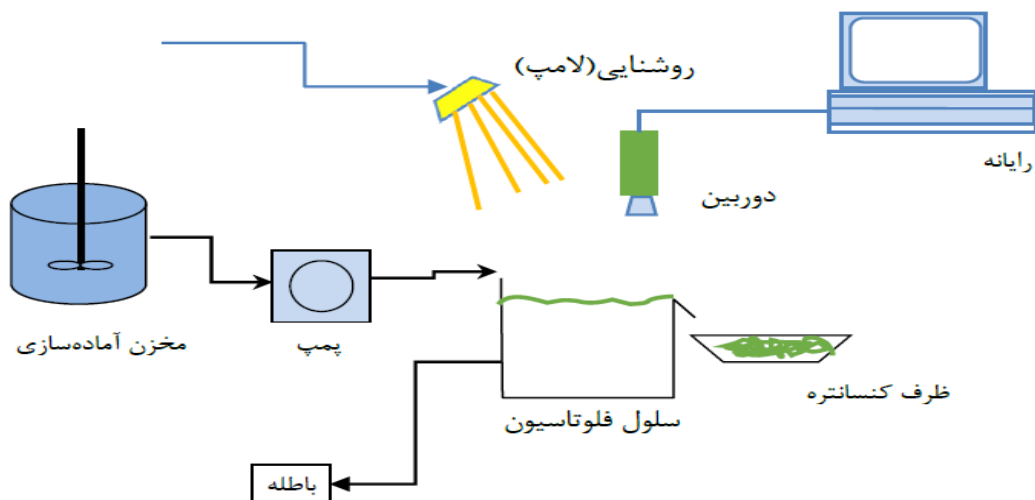 روشنایی(لامپ)
رایانه
دوربین
مخزن آماده‌سازی
پمپ
ظرف کنسانتره
سلول فلوتاسیون
باطله